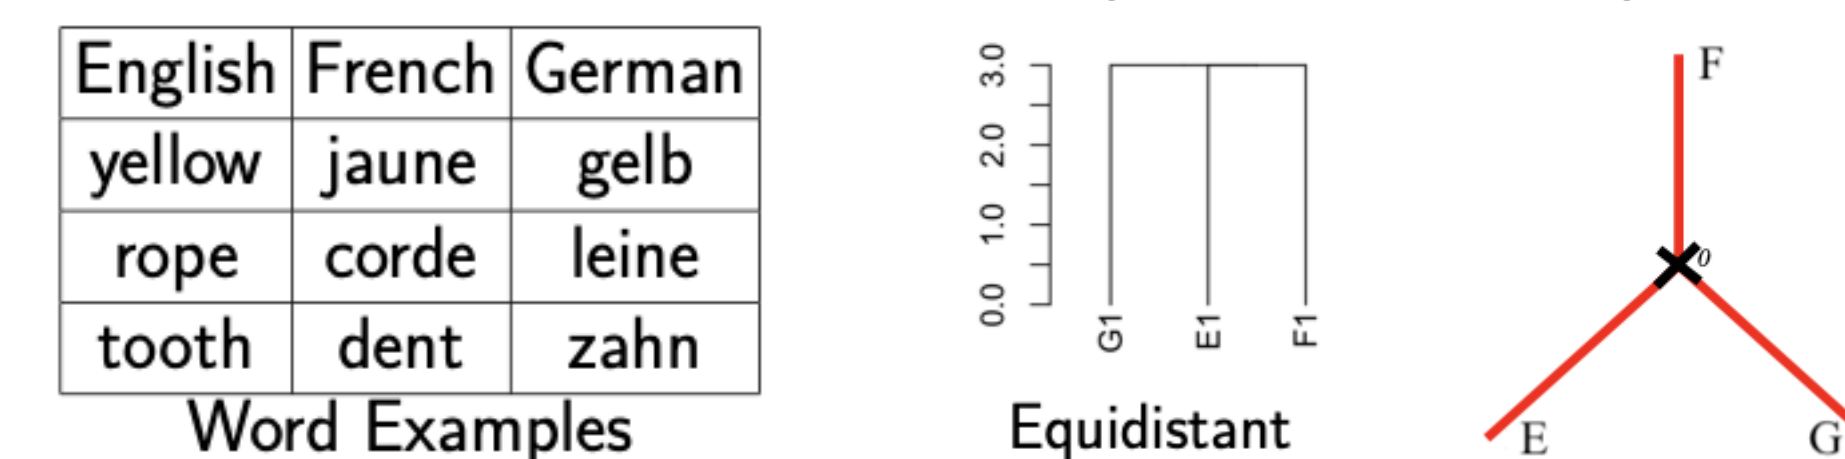 English French German
yellow jaune gelb
rope corde leine
tooth dent zahn
Word Examples
3.0
2.0
1.0
0.0
G1
E1
F1
Equidistant
F
0
E
G